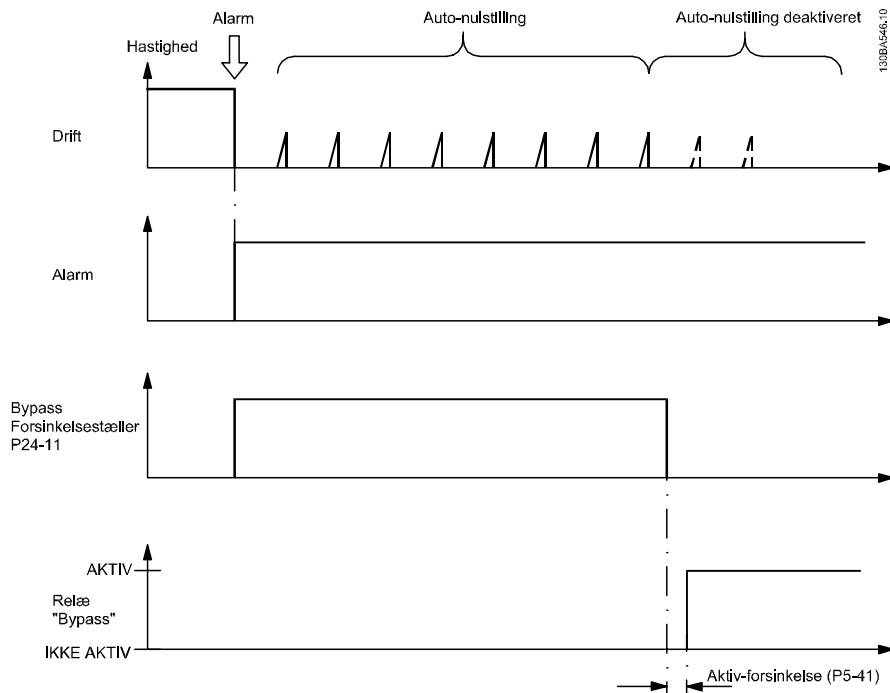 Alarm
Auto-nulstilling
Auto-nulstilling deaktiveret
130BA546.10
Hastighed
Drift
Alarm
Bypass
Forsinkelsestæller
P24-11
AKTIV
Relæ
"Bypass"
IKKE AKTIV
Aktiv-forsinkelse (P5-41)